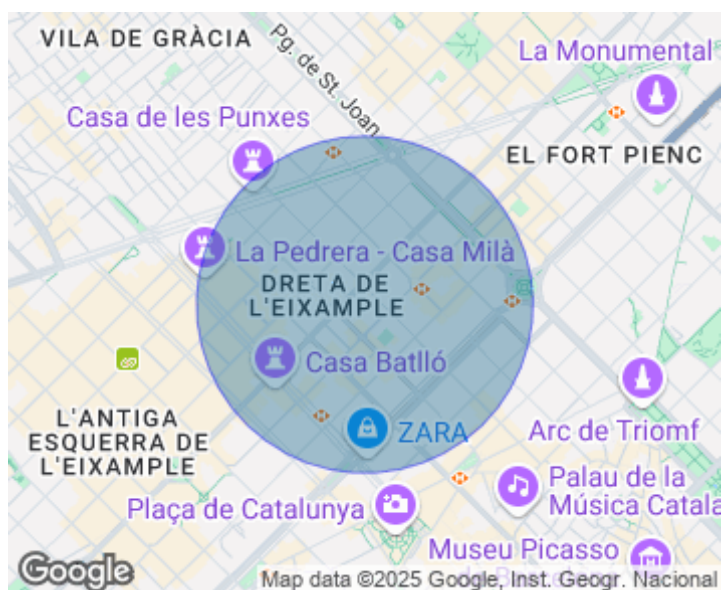 VILA DE GRÀCIA
Pg. de St. Joan
La Monumental
Casa de les Punxes
EL FORT PIENC
La Pedrera - Casa Milà
DRETA DE
L'EIXAMPLE
Casa Batlló
L'ANTIGA
ESQUERRA DE
L'EIXAMPLE
ZARA
Arc de Triomf
Palau de la
Música Catala
Plaça de Catalunya
Museu Picasso
Google
Map data ©2025 Google, Inst. Geogr. Nacional